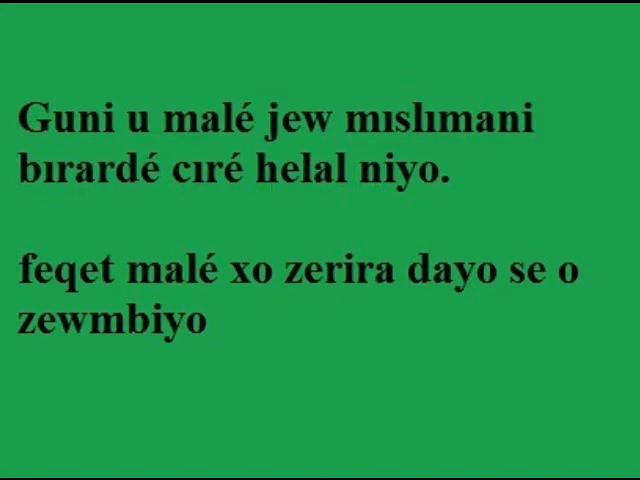 Guni u malé jew mıslımani
bırardé cıré helal niyo.
feqet malé xo zerira dayo se o
zewmbiyo